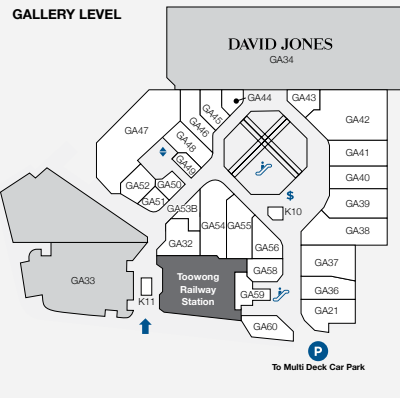 GALLERY LEVEL
DAVID JONES
GA34
GA44
GA43
GA45
GA42
GA47
GA46
GA48
GA41
GA49
GA40
GA52
GA50
$
GA51
GA39
GA53B
K10
GA54
GA55
GA38
GA32
GA56
GA37
GA58
Toowong
Railway
Station
GA33
GA36
GA59
K11
GA21
GA60
P
To Multi Deck Car Park